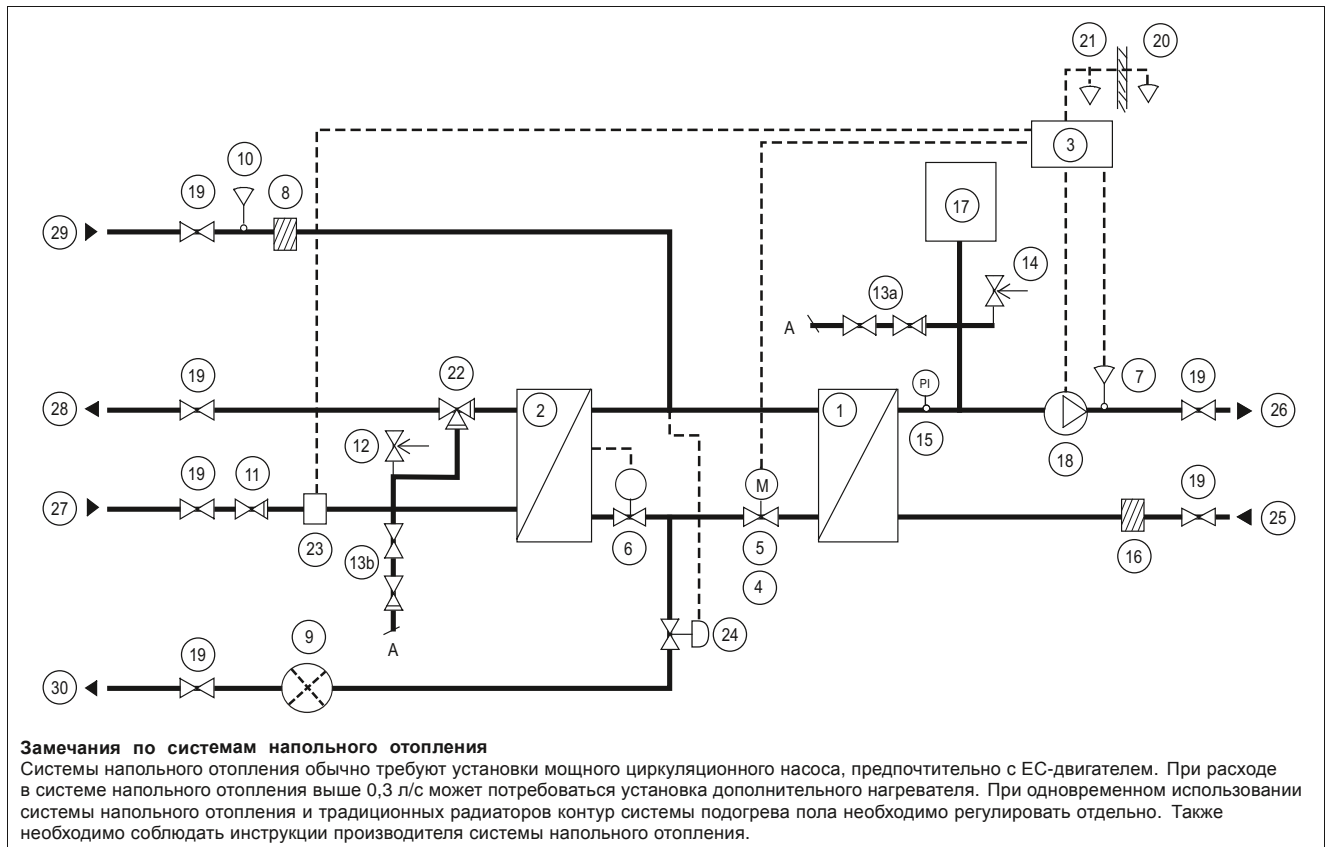 21 20
3
10
19 8
17
29
14
13a
A
PI
22
7 19
19
28 2 1 26
15
12
18
19 11
M
19
27
25
23
13b
6 5 16
4
9 24
A
19
30
Замечания по системам напольного отопления
Системы напольного отопления обычно требуют установки мощного циркуляционного насоса, предпочтительно с ЕС-двигателем. При расходе
в системе напольного отопления выше 0,3 л/с может потребоваться установка дополнительного нагревателя. При одновременном использовании
системы напольного отопления и традиционных радиаторов контур системы подогрева пола необходимо регулировать отдельно. Также
необходимо соблюдать инструкции производителя системы напольного отопления.